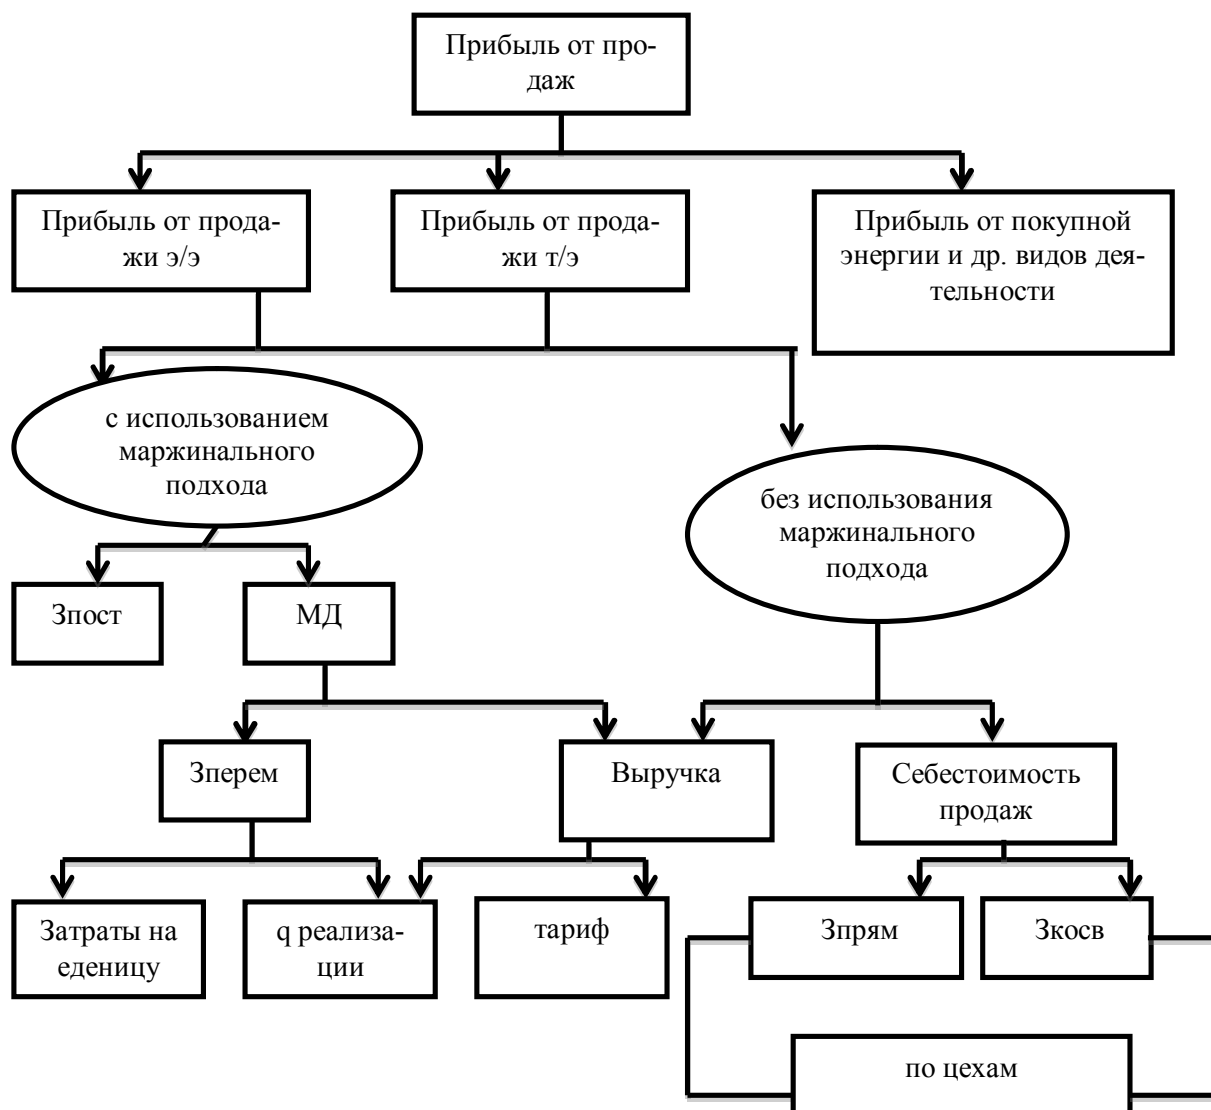 Прибыль от про-
даж
Прибыль от прода-
жи э/э
Прибыль от прода-
жи т/э
Прибыль от покупной
энергии и др. видов дея-
тельности
с использованием
маржинального
подхода
без использования
маржинального
подхода
Зпост
МД
Зперем
Выручка
Себестоимость
продаж
Затраты на
еденицу
q реализа-
ции
тариф
Зпрям
Зкосв
по цехам